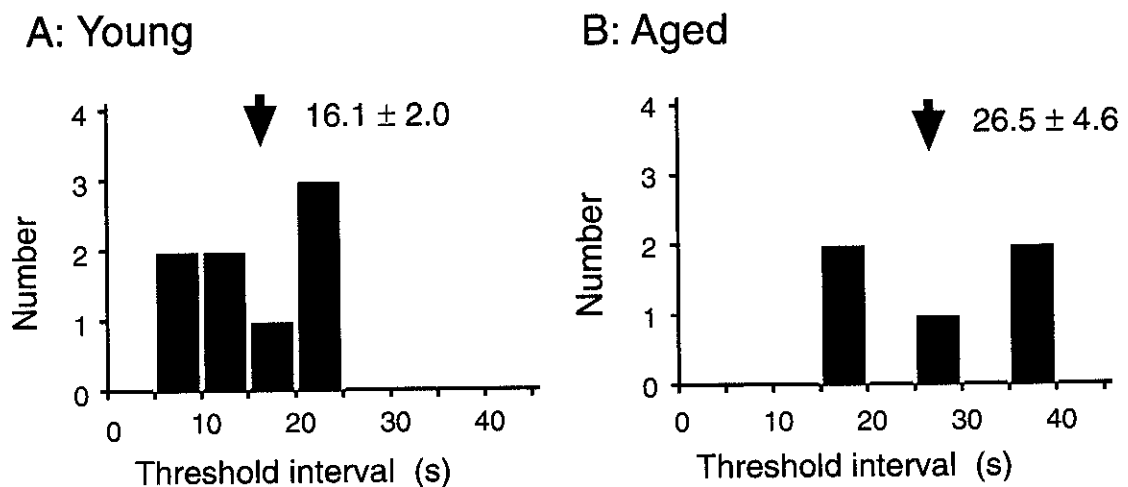 A: Young
16.1 ± 2.0
4
3
2
1
0
Number
0 10 20 30 40
Threshold interval (s)
B: Aged
26.5 ± 4.6
4
3
2
1
0
Number
0 10 20 30 40
Threshold interval (s)